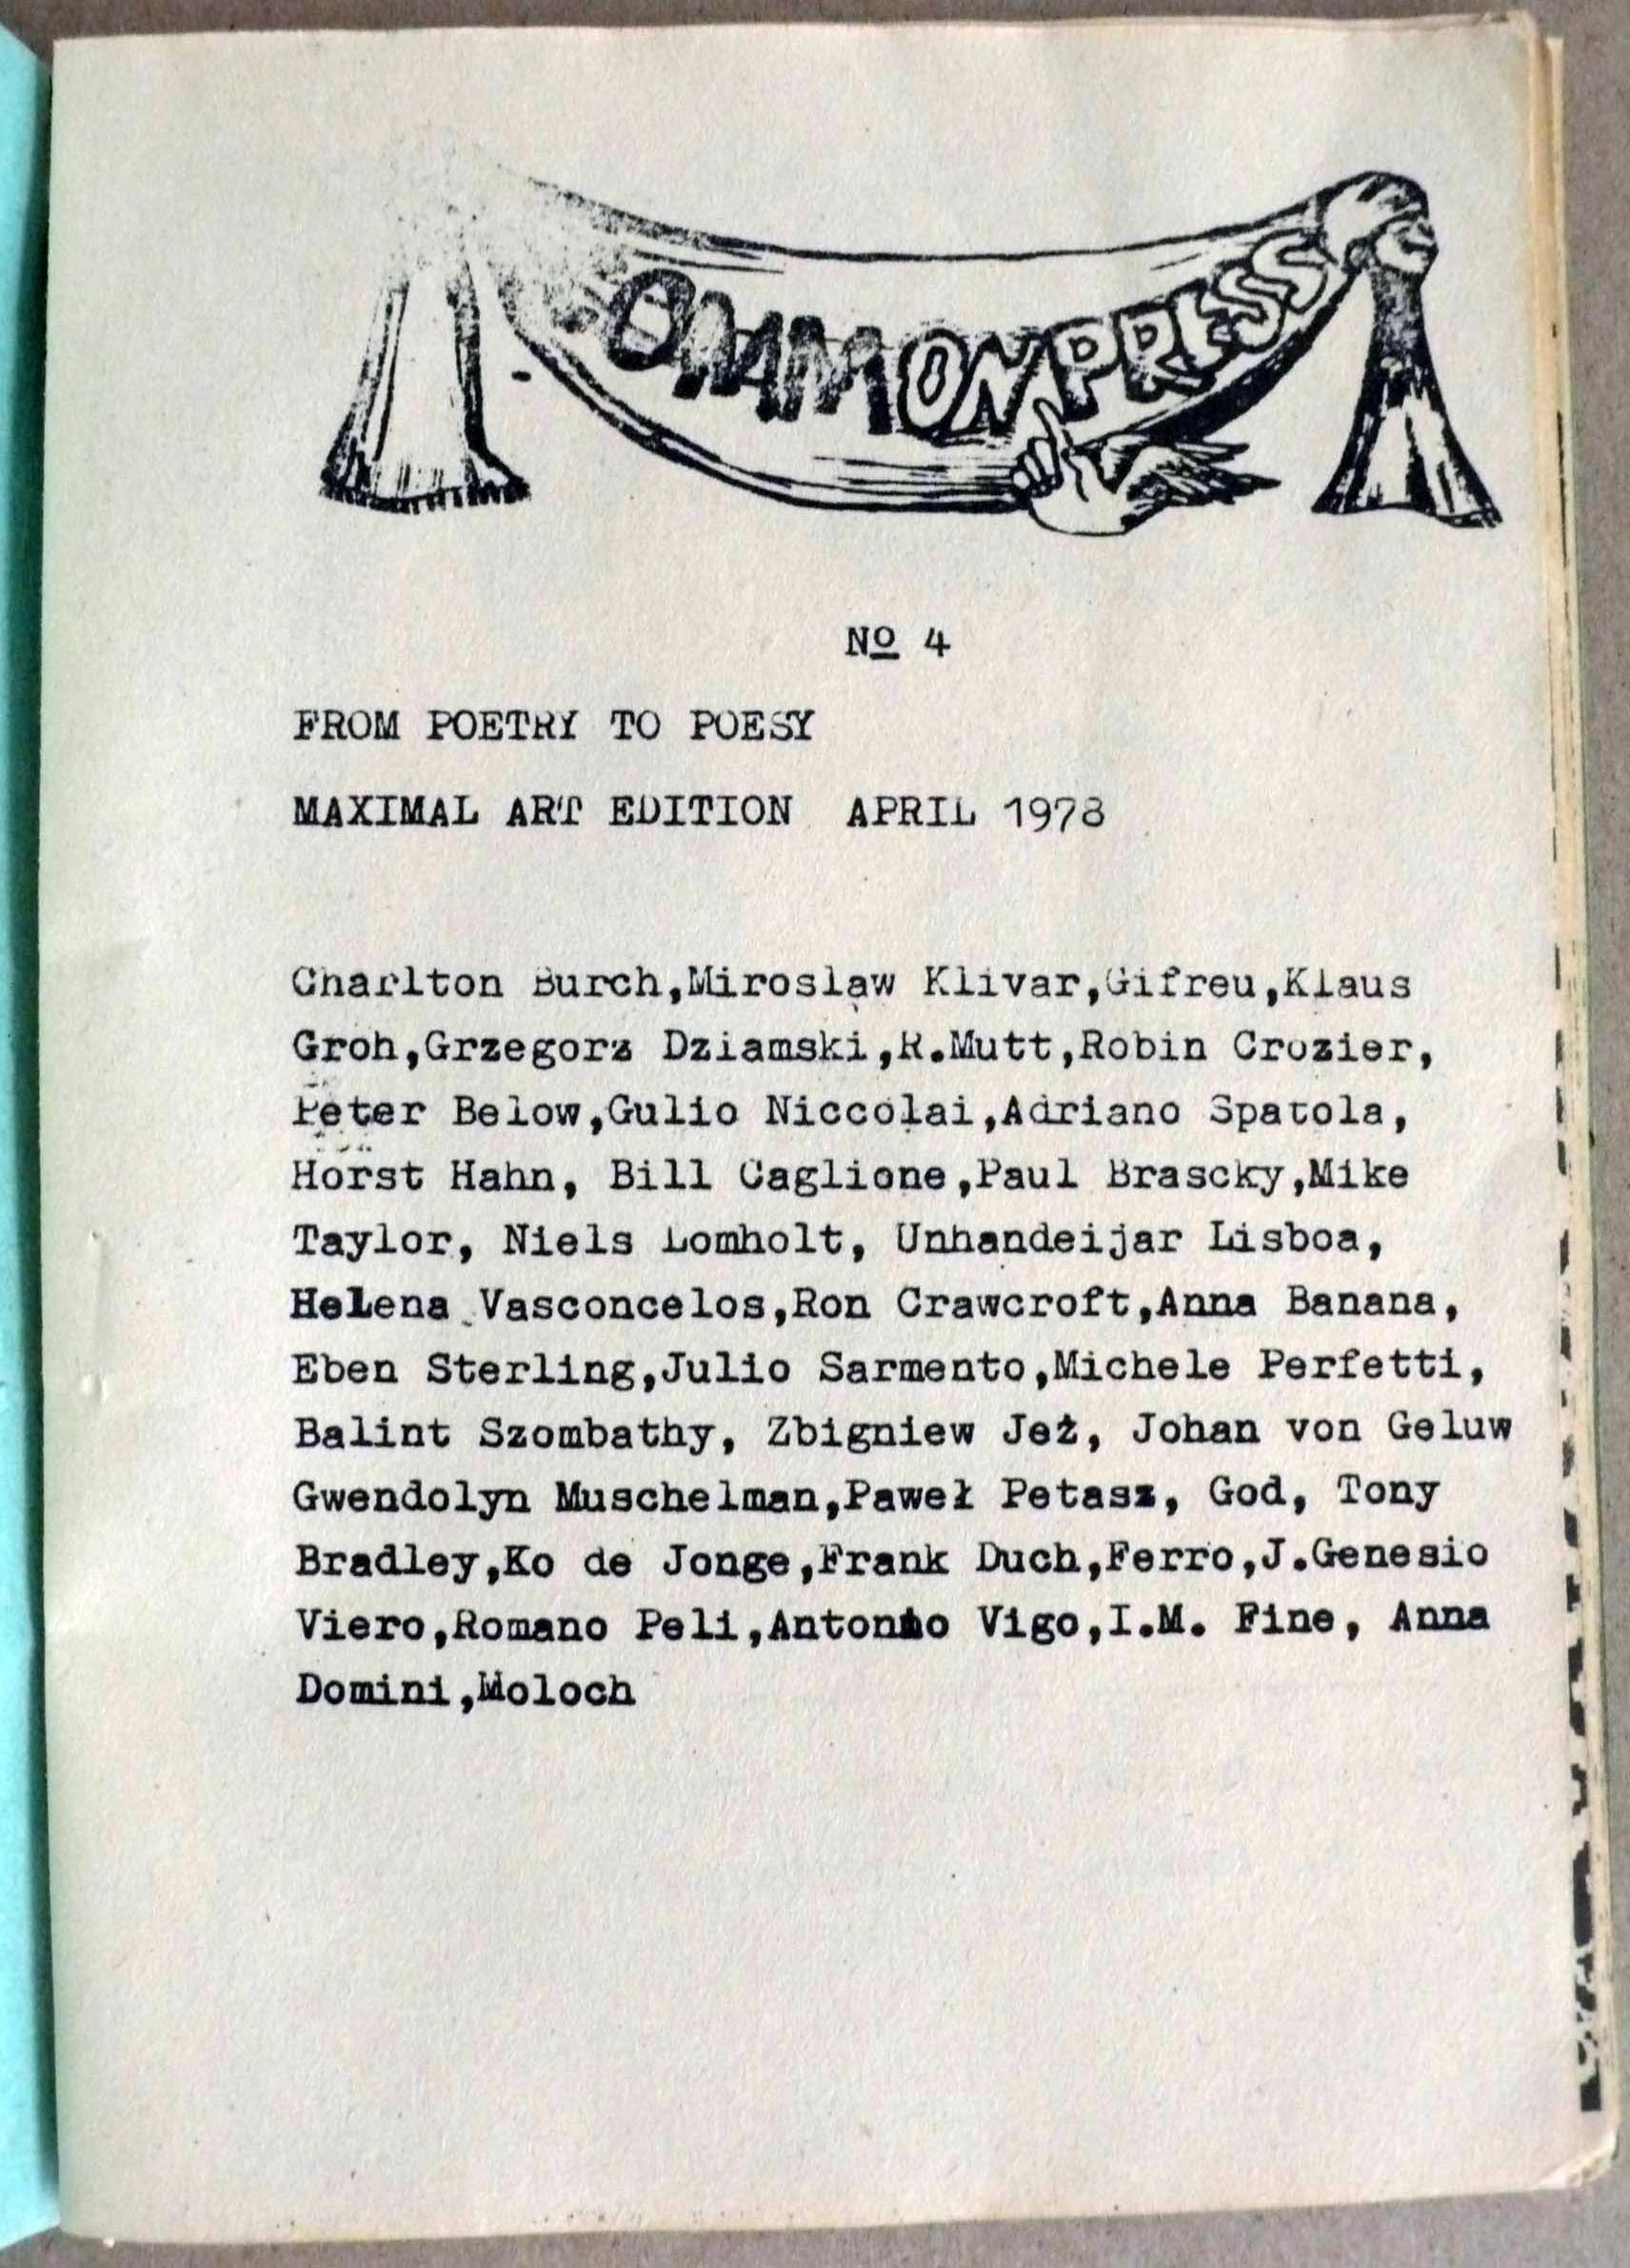 COMMONPRESS
Nº 4
FROM POETRY TO POESY
MAXIMAL ART EDITION APRIL 1978
Charlton Burch,Miroslaw Klivar,Gifreu,Klaus
Groh,Grzegorz Dziamski,R.Mutt,Robin Crozier,
Peter Below,Gulio Niccolai,Adriano Spatola,
Horst Hahn, Bill Gaglione,Paul Brascky,Mike
Taylor, Niels Lomholt, Unhandeijar Lisboa,
Helena Vasconcelos,Ron Crawcroft,Anna Banana,
Eben Sterling,Julio Sarmento,Michele Perfetti,
Balint Szombathy, Zbigniew Jeż, Johan von Geluw
Gwendolyn Muschelman,Paweł Petasz, God, Tony
Bradley,Ko de Jonge,Frank Duch,Ferro,J.Genesio
Viero,Romano Peli,Antonio Vigo,I.M. Fine, Anna
Domini,Moloch